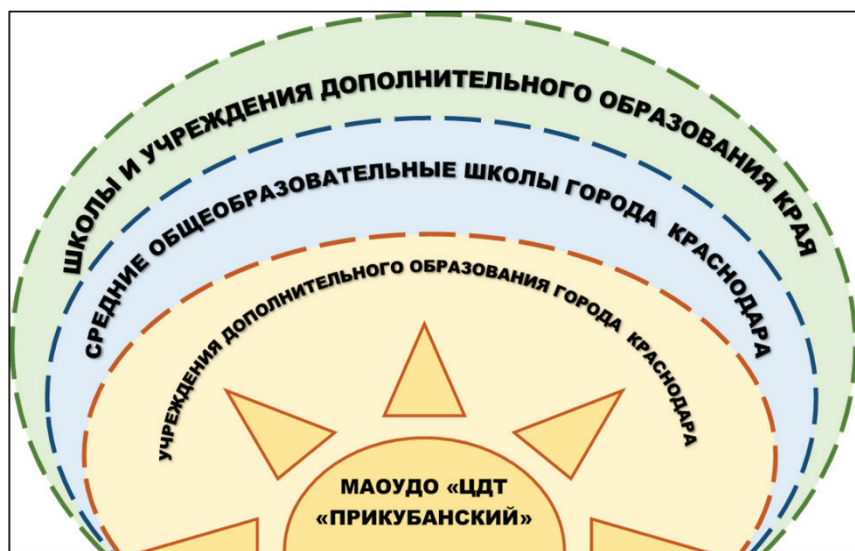 ШКОЛЫ И УЧРЕЖДЕНИЯ ДОПОЛНИТЕЛЬНОГО ОБРАЗОВАНИЯ КРАЯ
СРЕДНИЕ ОБЩЕОБРАЗОВАТЕЛЬНЫЕ ШКОЛЫ ГОРОДА КРАСНОДАРА
УЧРЕЖДЕНИЯ ДОПОЛНИТЕЛЬНОГО ОБРАЗОВАНИЯ ГОРОДА КРАСНОДАРА
МАОУДО «ЦДТ
«ПРИКУБАНСКИЙ»